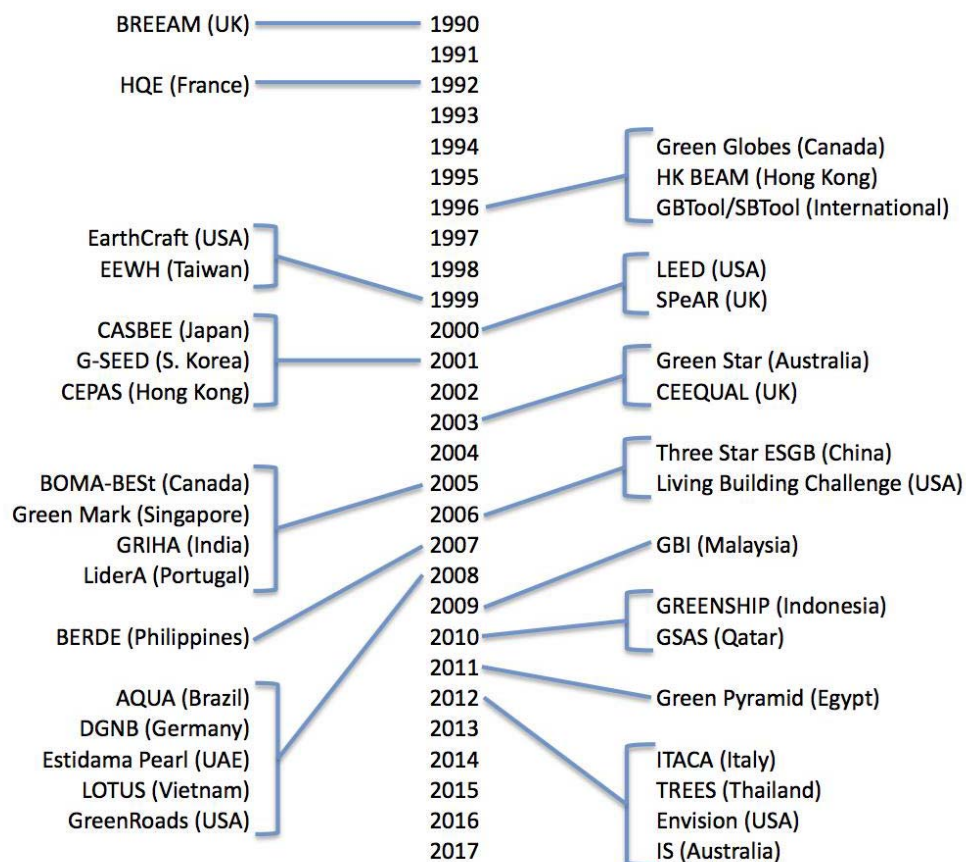 BREEAM (UK)
HQE (France)
EarthCraft (USA)
EEWH (Taiwan)
CASBEE (Japan)
G-SEED (S. Korea)
CEPAS (Hong Kong)
BOMA-BESt (Canada)
Green Mark (Singapore)
GRIHA (India)
LiderA (Portugal)
BERDE (Philippines)
AQUA (Brazil)
DGNB (Germany)
Estidama Pearl (UAE)
LOTUS (Vietnam)
GreenRoads (USA)
1990
1991
1992
1993
1994
1995
1996
1997
1998
1999
2000
2001
2002
2003
2004
2005
2006
2007
2008
2009
2010
2011
2012
2013
2014
2015
2016
2017
Green Globes (Canada)
HK BEAM (Hong Kong)
GBTool/SBTool (International)
LEED (USA)
SPeAR (UK)
Green Star (Australia)
CEEQUAL (UK)
Three Star ESGB (China)
Living Building Challenge (USA)
GBI (Malaysia)
GREENSHIP (Indonesia)
GSAS (Qatar)
Green Pyramid (Egypt)
ITACA (Italy)
TREES (Thailand)
Envision (USA)
IS (Australia)